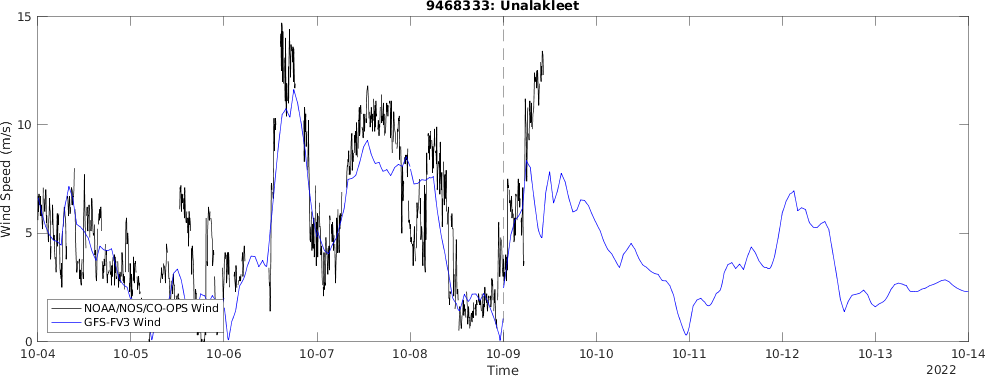 9468333: Unalakleet
15
10
5
0
Wind Speed (m/s)
NOAA/NOS/CO-OPS Wind
GFS-FV3 Wind
10-04 10-05 10-06 10-07 10-08 10-09 10-10 10-11 10-12 10-13 10-14
Time
2022